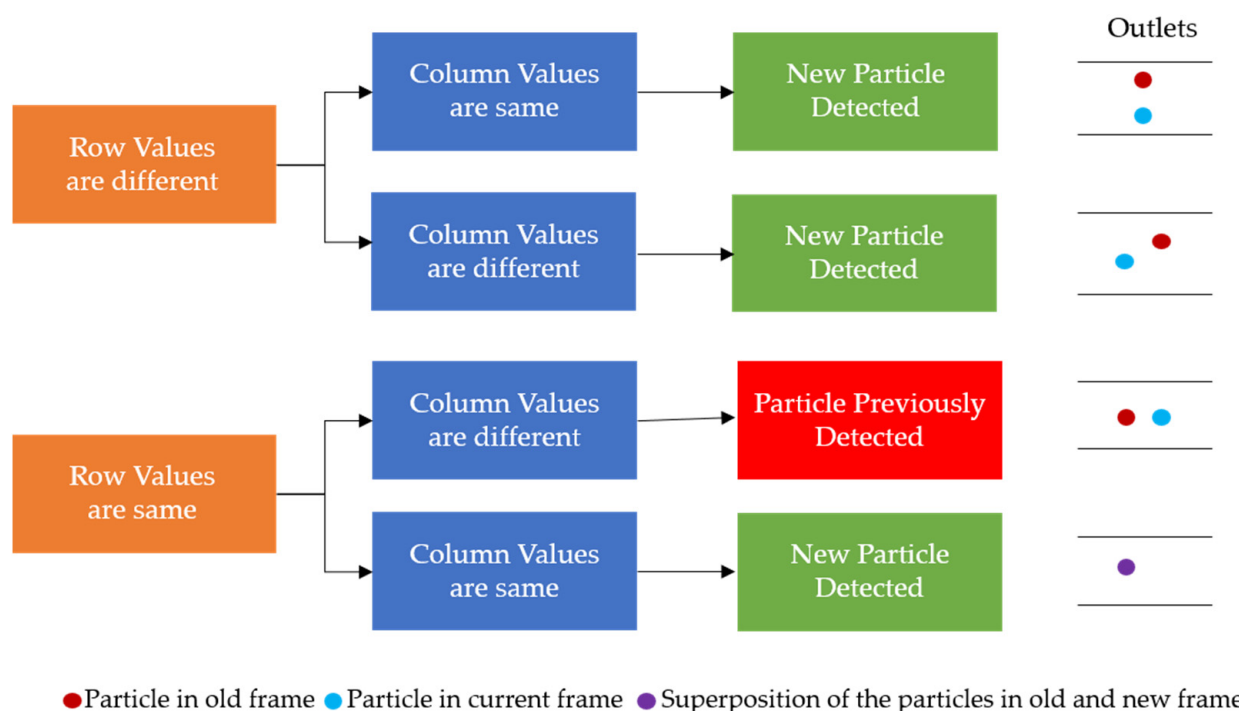 Outlets
Row Values
are different
Column Values
are same
New Particle
Detected
Column Values
are different
New Particle
Detected
Row Values
are same
Column Values
are different
Particle Previously
Detected
Column Values
are same
New Particle
Detected
Particle in old frame Particle in current frame Superposition of the particles in old and new frame